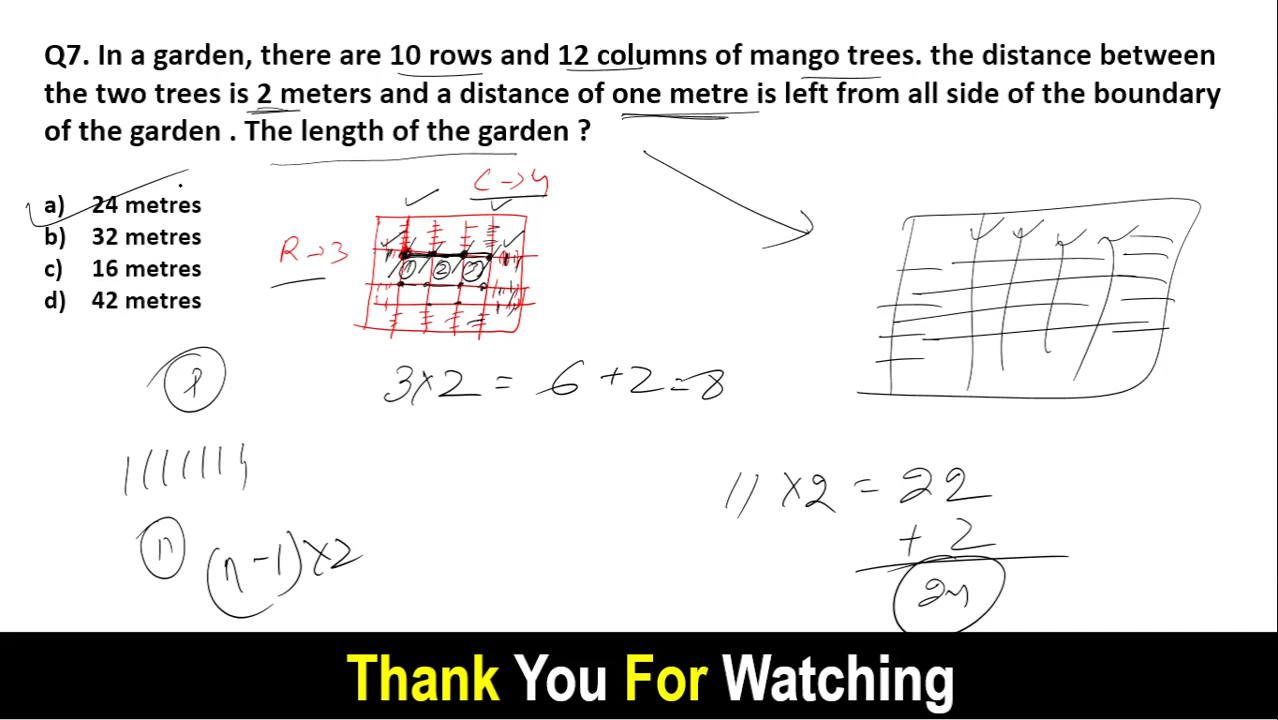 Q7. In a garden, there are 10 rows and 12 columns of mango trees. the distance between
the two trees is 2 meters and a distance of one metre is left from all side of the boundary
of the garden . The length of the garden ?
a) 24 metres
b) 32 metres
c) 16 metres
d) 42 metres
C → 4
R → 3
① ② ③
3×2 = 6 +2 = 8
n (n-1)×2
11 ×2 = 22
+ 2
24
Thank You For Watching